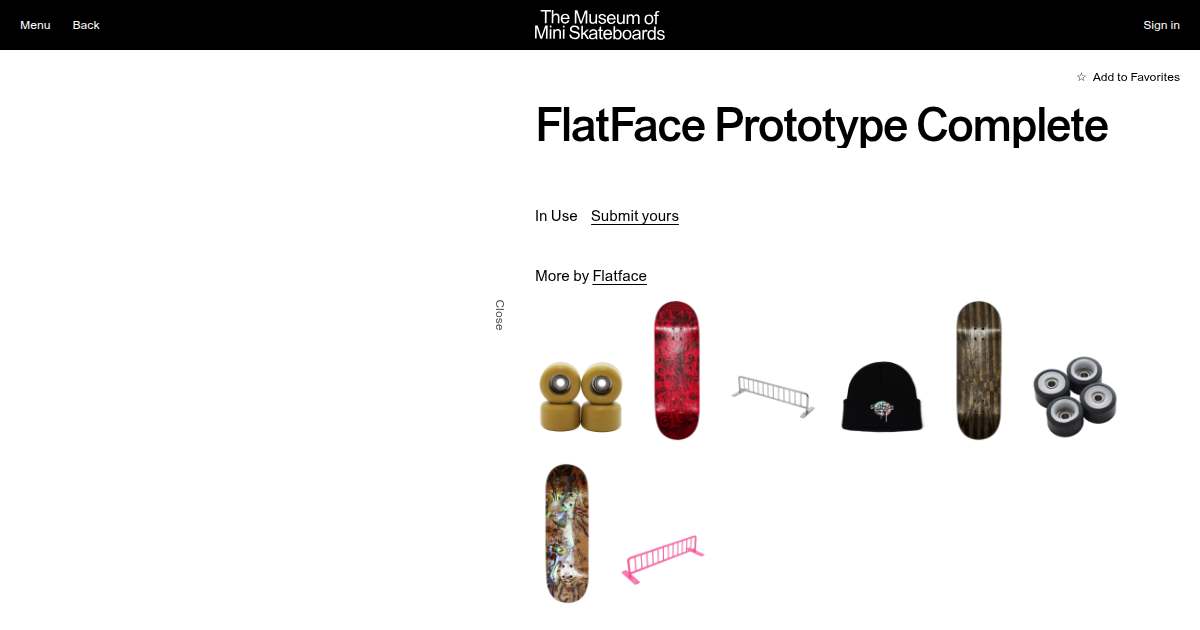 Menu
Back
The Museum of
Mini Skateboards
Sign in
☆ Add to Favorites
FlatFace Prototype Complete
In Use
Submit yours
More by Flatface
Close